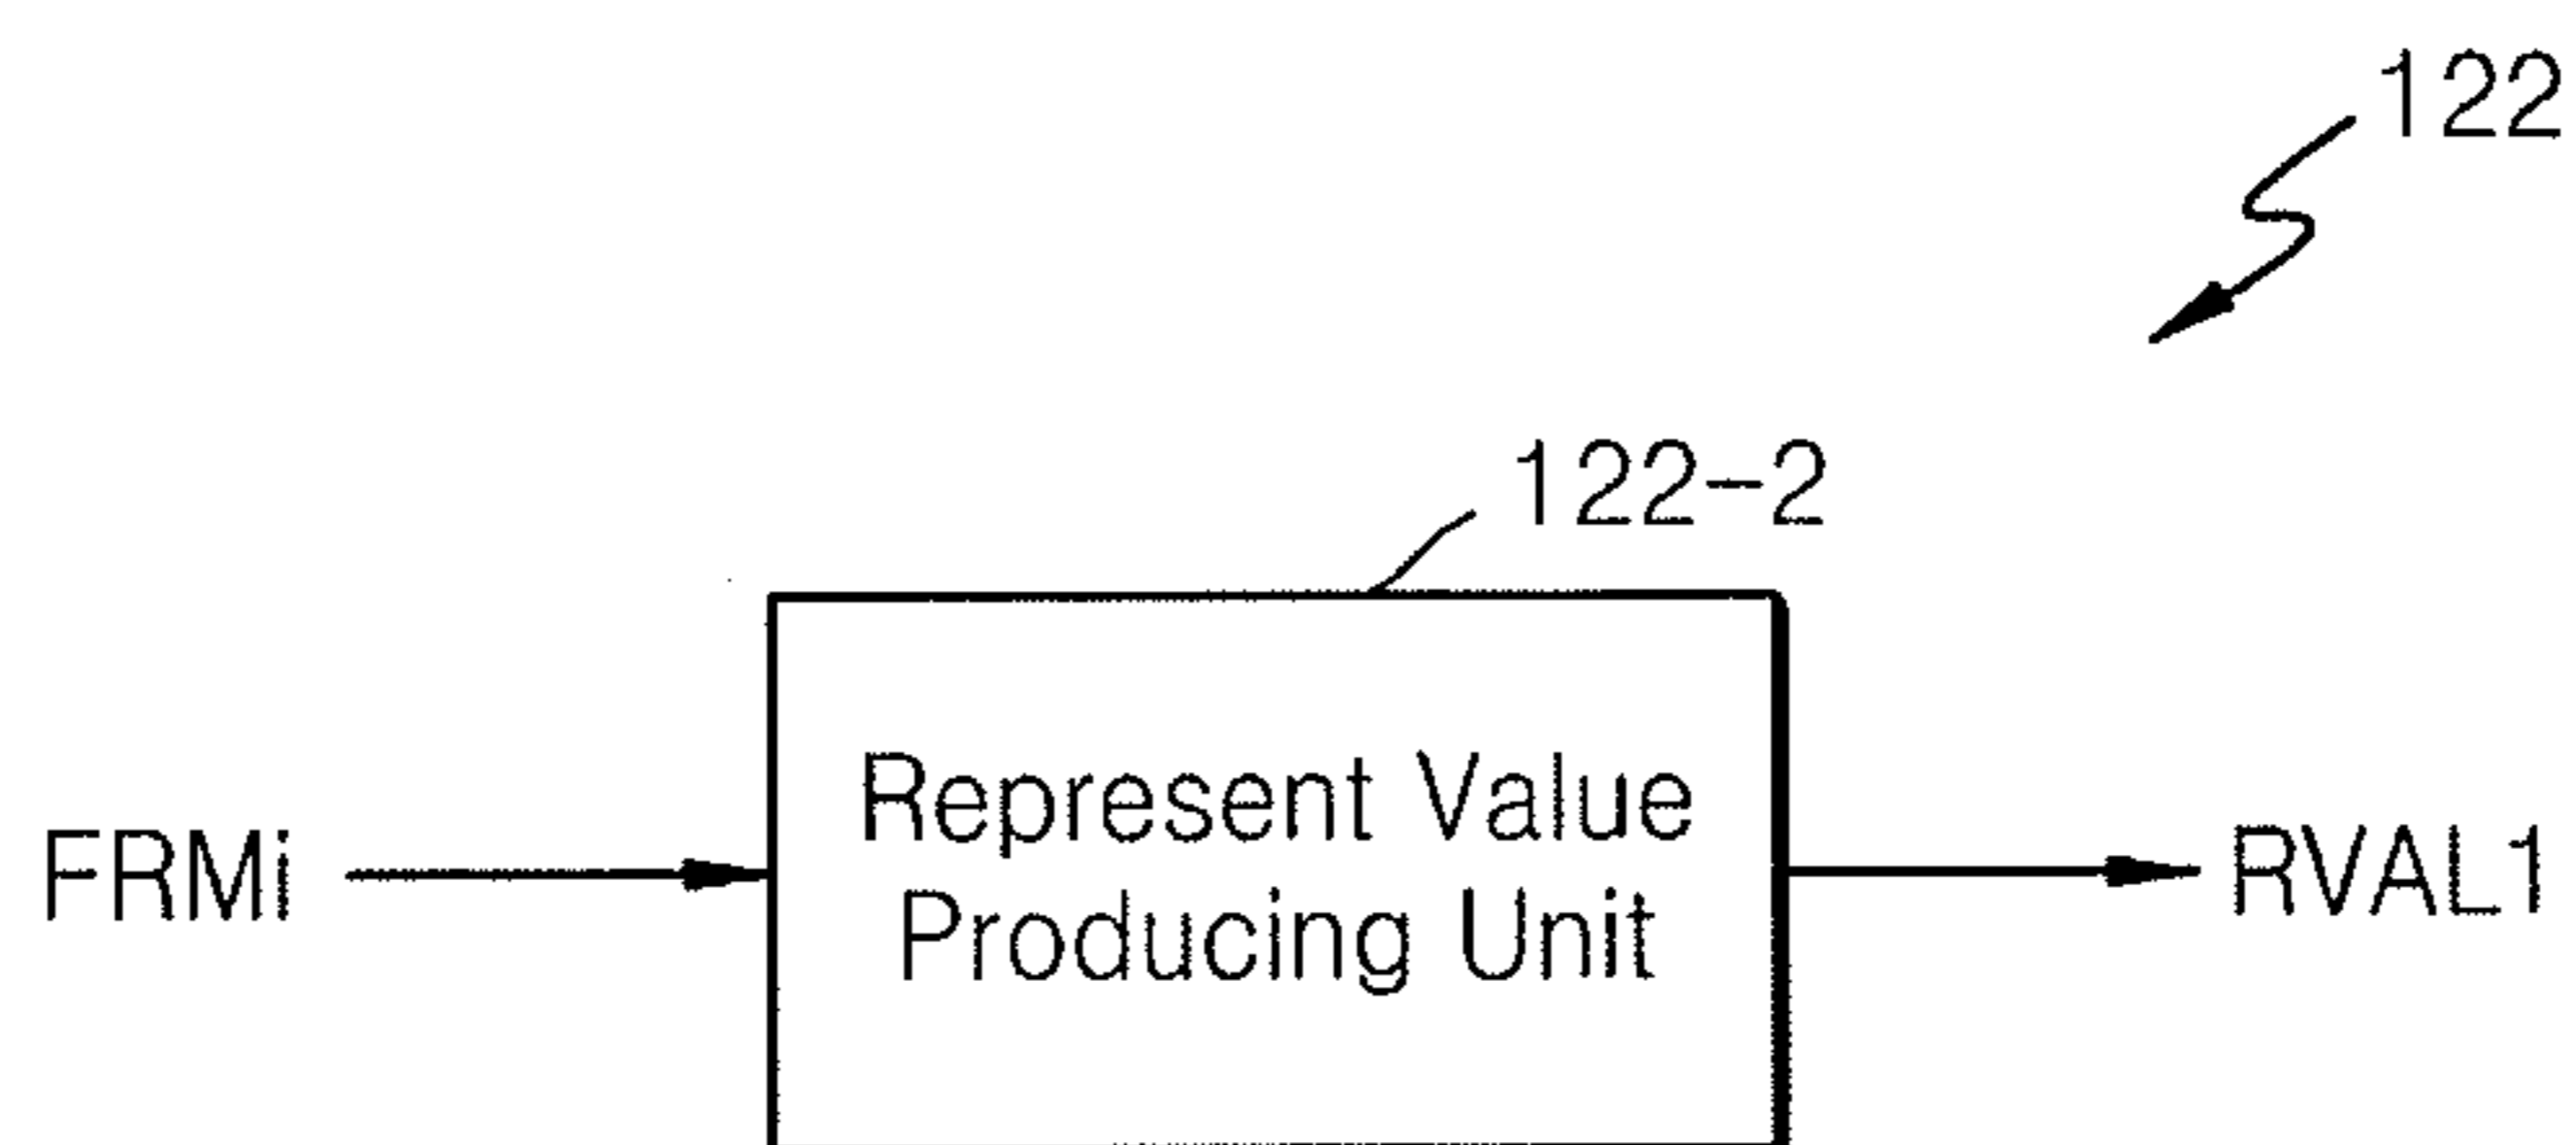 122
122-2
FRMi
Represent Value
Producing Unit
RVAL1